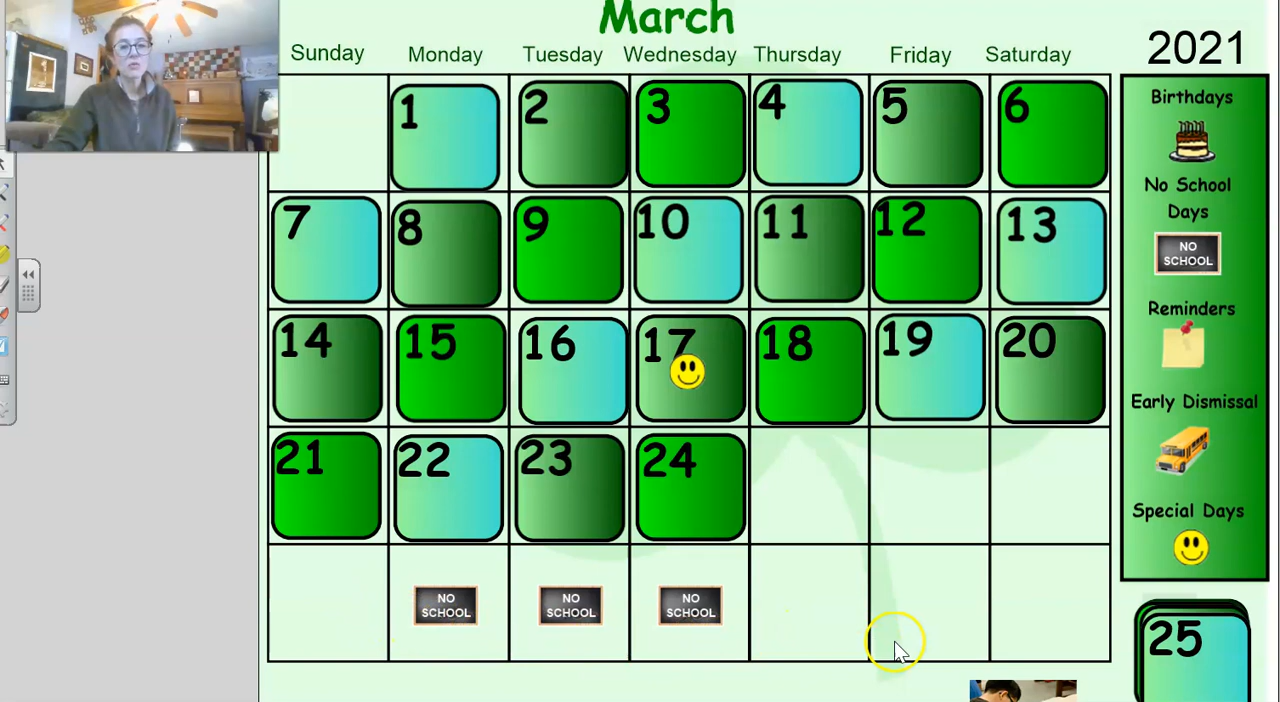 March
2021
Sunday Monday Tuesday Wednesday Thursday Friday Saturday
1 2 3 4 5 6
7 8 9 10 11 12 13
14 15 16 17 18 19 20
21 22 23 24
NO SCHOOL NO SCHOOL NO SCHOOL
Birthdays
No School
Days
NO
SCHOOL
Reminders
Early Dismissal
Special Days
25